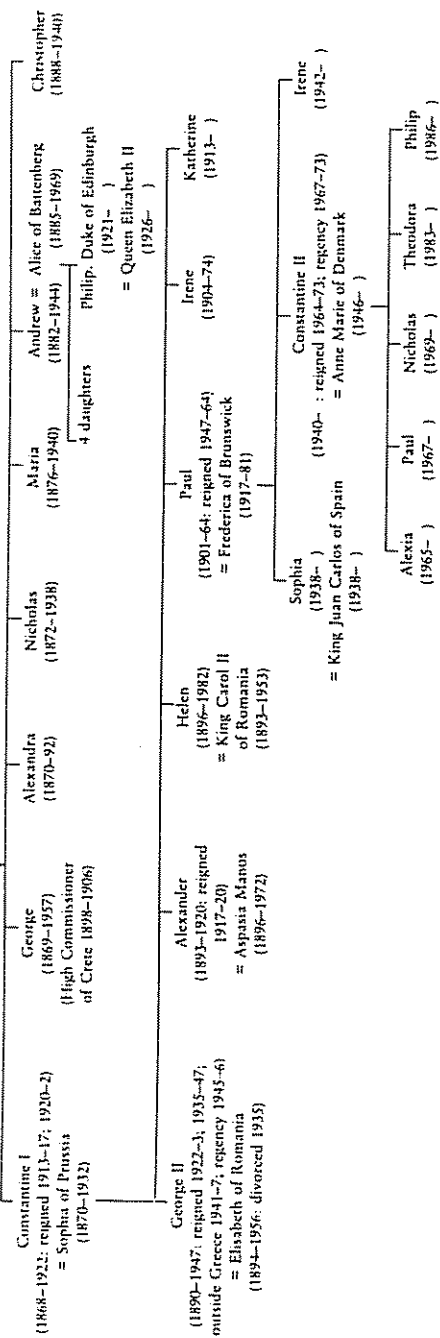 Constantine I
(1868–1922: reigned 1913–17; 1920–2)
= Sophia of Prussia
(1870–1932)
George
(1869–1957)
(High Commissioner
of Crete 1898–1906)
Alexandra
(1870–92)
Nicholas
(1872–1938)
Maria
(1876–1940)
Andrew = Alice of Battenberg
(1882–1944) (1885–1969)
Christopher
(1888–1940)
4 daughters
Philip, Duke of Edinburgh
(1921– )
= Queen Elizabeth II
(1926– )
George II
(1890–1947: reigned 1922–3; 1935–47;
outside Greece 1941–7; regency 1945–6)
= Elisabeth of Romania
(1894–1956: divorced 1935)
Alexander
(1893–1920; reigned
1917–20)
= Aspasia Manos
(1896–1972)
Helen
(1896–1982)
= King Carol II
of Romania
(1893–1953)
Paul
(1901–64: reigned 1947–64)
= Frederica of Brunswick
(1917–81)
Irene
(1904–74)
Katherine
(1913– )
Sophia
(1938– )
= King Juan Carlos of Spain
(1938– )
Constantine II
(1940– : reigned 1964–73; regency 1967–73)
= Anne Marie of Denmark
(1946– )
Irene
(1942– )
Alexia
(1965– )
Paul
(1967– )
Nicholas
(1969– )
Theodora
(1983– )
Philip
(1986– )